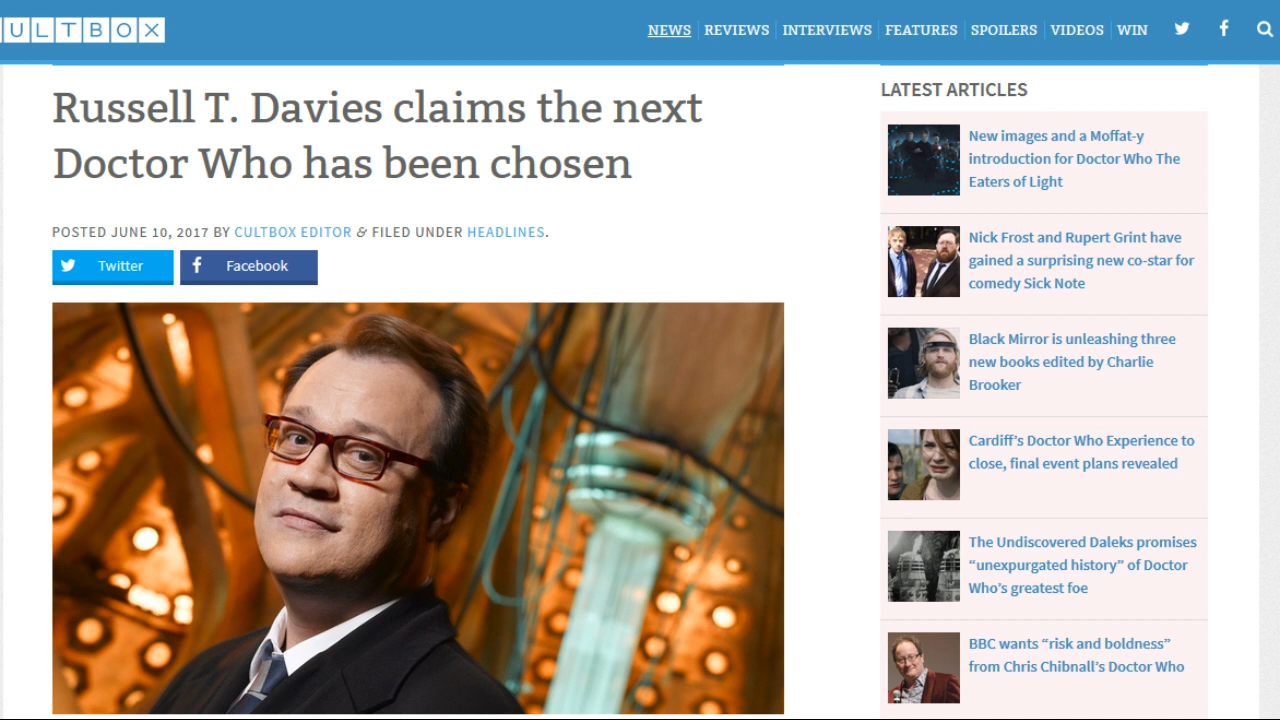 ULTBOX
NEWS REVIEWS INTERVIEWS FEATURES SPOILERS VIDEOS WIN
Russell T. Davies claims the next
Doctor Who has been chosen
POSTED JUNE 10, 2017 BY CULTBOX EDITOR & FILED UNDER HEADLINES.
Twitter Facebook
LATEST ARTICLES
New images and a Moffat-y
introduction for Doctor Who The
Eaters of Light
Nick Frost and Rupert Grint have
gained a surprising new co-star for
comedy Sick Note
Black Mirror is unleashing three
new books edited by Charlie
Brooker
Cardiff’s Doctor Who Experience to
close, final event plans revealed
The Undiscovered Daleks promises
“unexpurgated history” of Doctor
Who’s greatest foe
BBC wants “risk and boldness”
from Chris Chibnall’s Doctor Who